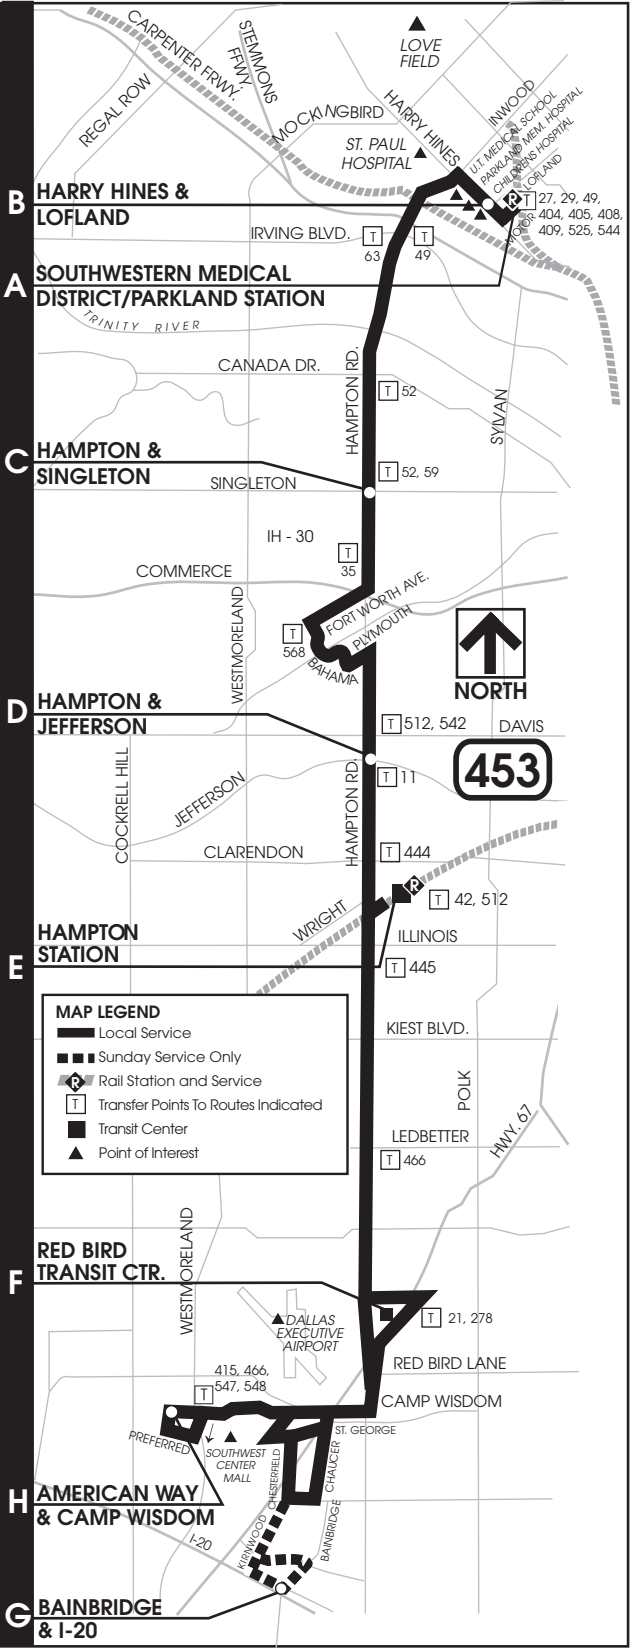 CARPENTER FRWY.
STEMMONS
FFWY.
LOVE
FIELD
REGAL ROW
MOCKINGBIRD
HARRY HINES
INWOOD
U.T. MEDICAL SCHOOL
PARKLAND MEM. HOSPITAL
CHILDRENS HOSPITAL
LOFLAND
ST. PAUL
HOSPITAL
B
HARRY HINES &
LOFLAND
R
T
27, 29, 49,
404, 405, 408,
409, 525, 544
MOTOR
IRVING BLVD.
T
63
T
49
A
SOUTHWESTERN MEDICAL
DISTRICT/PARKLAND STATION
TRINITY RIVER
CANADA DR.
HAMPTON RD.
T 52
SYLVAN
C
HAMPTON &
SINGLETON
T 52, 59
SINGLETON
IH - 30
T
35
COMMERCE
FORT WORTH AVE.
WESTMORELAND
PLYMOUTH
T
568
BAHAMA
NORTH
D
HAMPTON &
JEFFERSON
T 512, 542
DAVIS
453
T 11
COCKRELL HILL
JEFFERSON
HAMPTON RD.
CLARENDON
T 444
R
T 42, 512
WRIGHT
E
HAMPTON
STATION
ILLINOIS
T 445
MAP LEGEND
Local Service
Sunday Service Only
R Rail Station and Service
T Transfer Points To Routes Indicated
Transit Center
Point of Interest
KIEST BLVD.
POLK
HWY. 67
LEDBETTER
T 466
WESTMORELAND
F
RED BIRD
TRANSIT CTR.
T 21, 278
DALLAS
EXECUTIVE
AIRPORT
RED BIRD LANE
415, 466,
547, 548
T
CAMP WISDOM
PREFERRED
SOUTHWEST
CENTER
MALL
ST. GEORGE
CHESTERFIELD
CHAUCER
H
AMERICAN WAY
& CAMP WISDOM
I-20
KIRNWOOD
BAINBRIDGE
G
BAINBRIDGE
& I-20